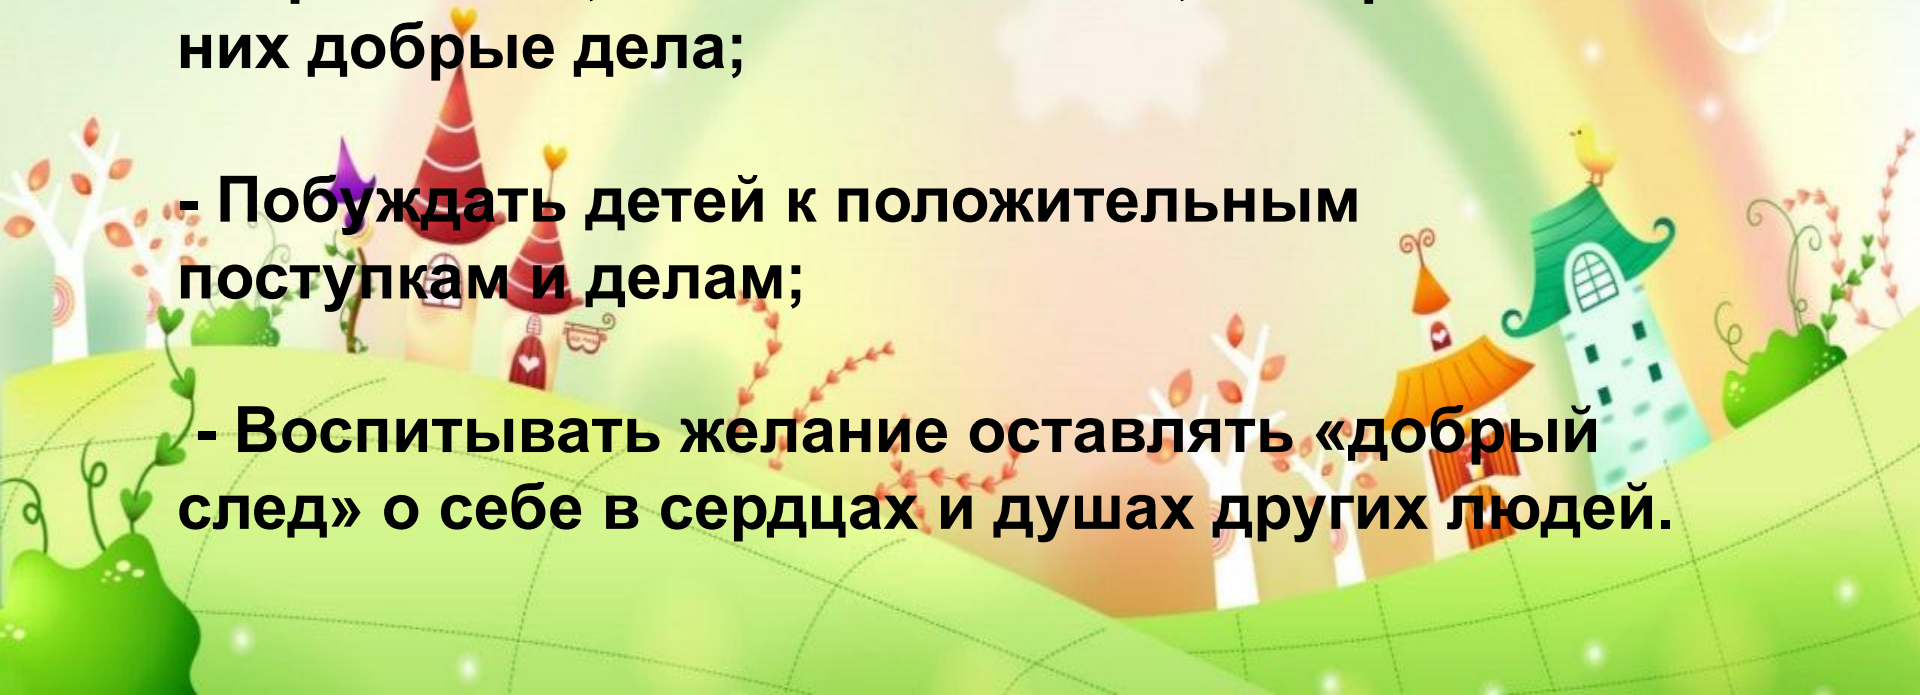 них добрые дела;
- Побуждать детей к положительным
поступкам и делам;
- Воспитывать желание оставлять «добрый
след» о себе в сердцах и душах других людей.